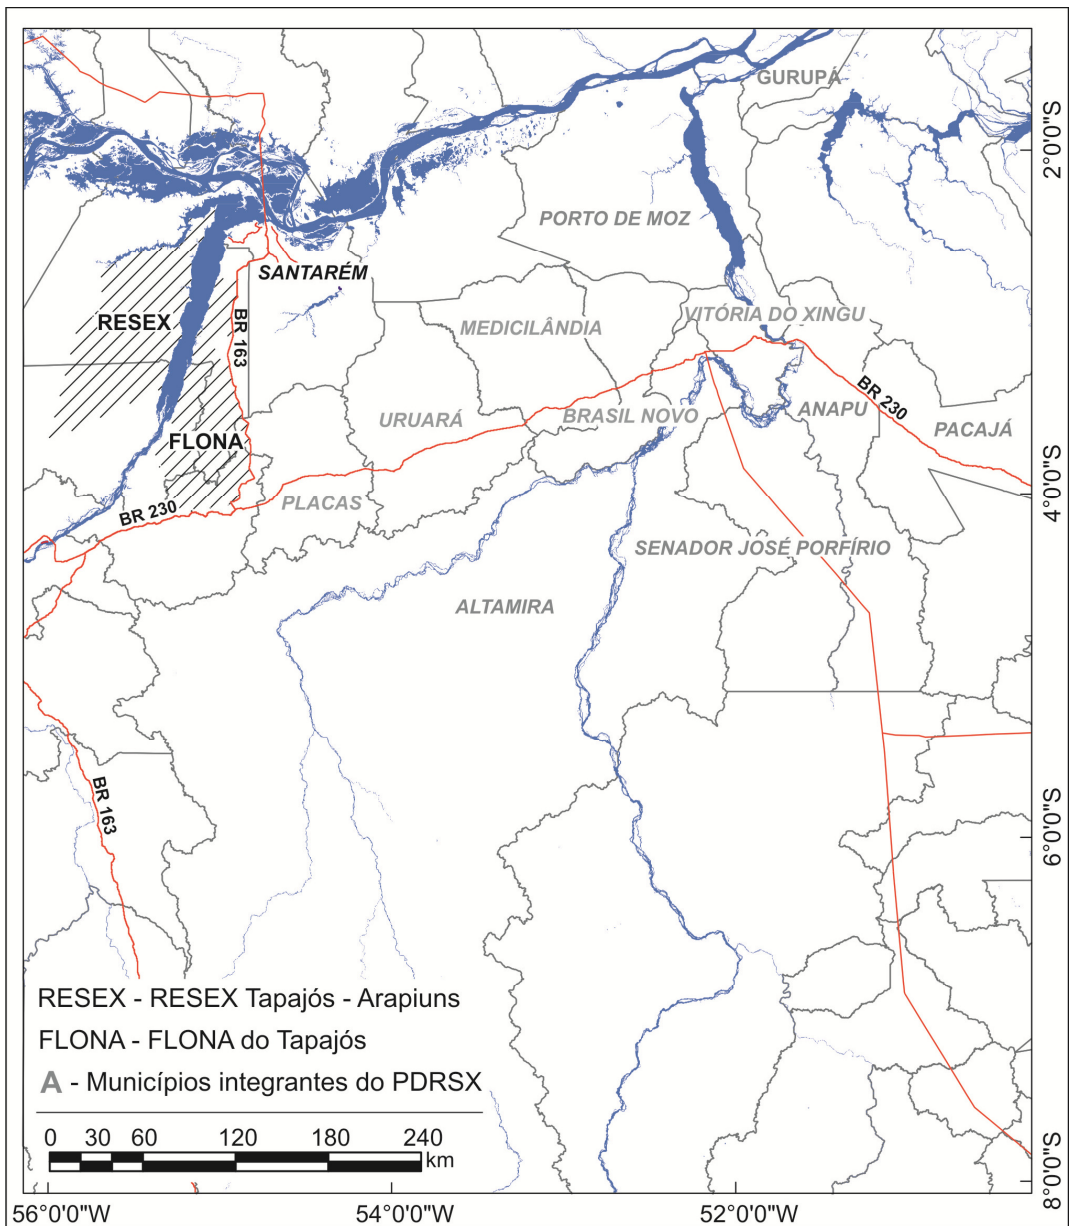 GURUPÁ
2°0'0"S
PORTO DE MOZ
SANTARÉM
RESEX
BR 163
MEDICILÂNDIA
VITÓRIA DO XINGU
URUARÁ
BRASIL NOVO
ANAPU
BR 230
PACAJÁ
FLONA
4°0'0"S
PLACAS
BR 230
SENADOR JOSÉ PORFÍRIO
ALTAMIRA
BR 163
6°0'0"S
RESEX - RESEX Tapajós - Arapiuns
FLONA - FLONA do Tapajós
A - Municípios integrantes do PDRSX
0 30 60 120 180 240
km
8°0'0"S
56°0'0"W 54°0'0"W 52°0'0"W